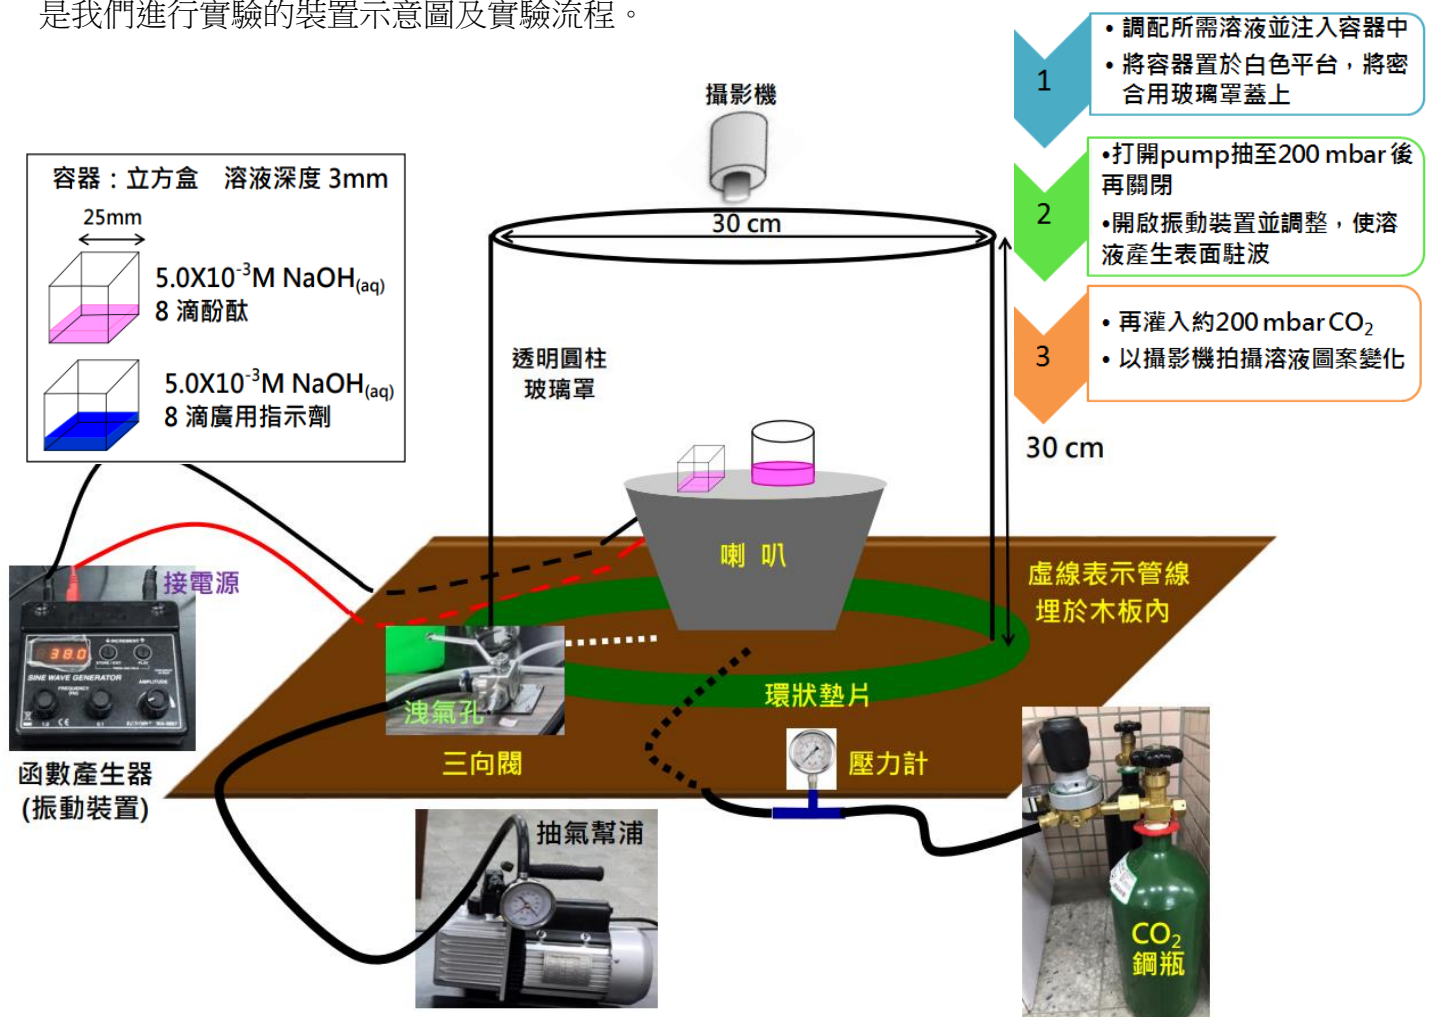 是我們進行實驗的裝置示意圖及實驗流程。
1
• 調配所需溶液並注入容器中
• 將容器置於白色平台，將密
合用玻璃罩蓋上
2
•打開pump抽至200 mbar 後
再關閉
•開啟振動裝置並調整，使溶
液產生表面駐波
3
• 再灌入約200 mbar CO₂
• 以攝影機拍攝溶液圖案變化
攝影機
30 cm
容器：立方盒 溶液深度 3mm
25mm
5.0X10⁻³M NaOH(aq)
8 滴酚酞
5.0X10⁻³M NaOH(aq)
8 滴廣用指示劑
透明圓柱
玻璃罩
30 cm
喇 叭
接電源
虛線表示管線
埋於木板內
38.0
SINE WAVE GENERATOR
FREQUENCY
AMPLITUDE
洩氣孔
環狀墊片
三向閥
壓力計
函數產生器
(振動裝置)
抽氣幫浦
CO₂
鋼瓶